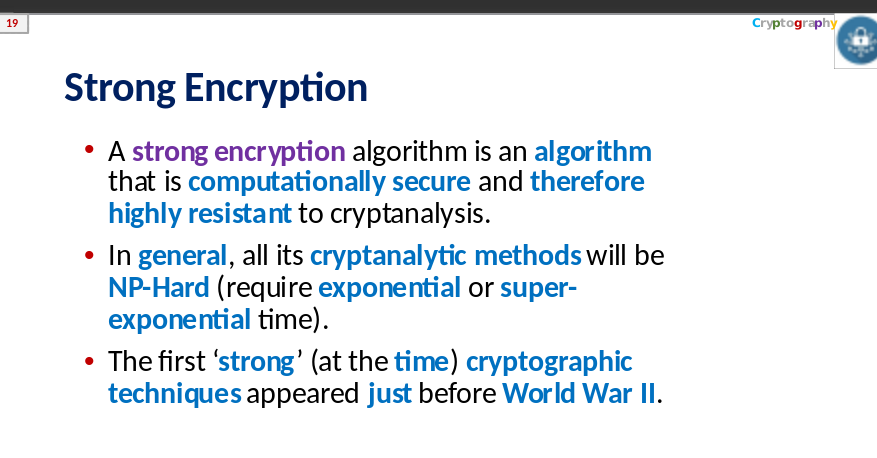 19
Cryptography
Strong Encryption
• A strong encryption algorithm is an algorithm
that is computationally secure and therefore
highly resistant to cryptanalysis.
• In general, all its cryptanalytic methods will be
NP-Hard (require exponential or super-
exponential time).
• The first ‘strong’ (at the time) cryptographic
techniques appeared just before World War II.